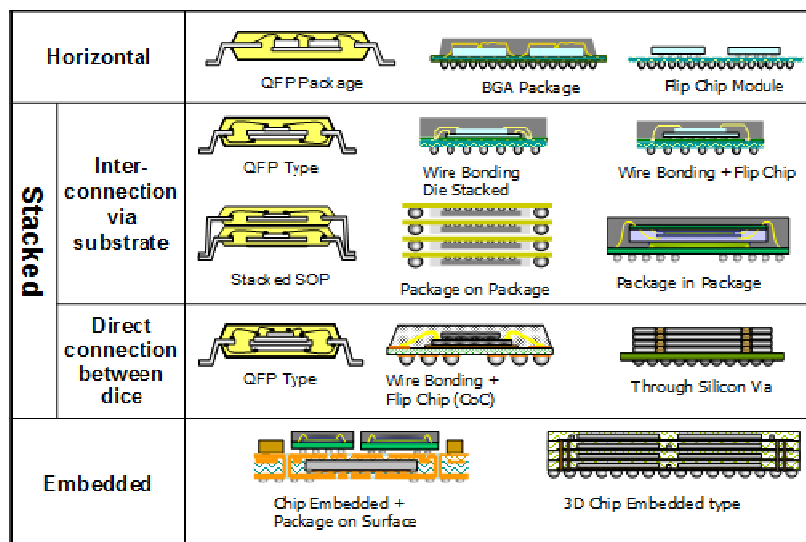 Horizontal
QFP Package
BGA Package
Flip Chip Module
Stacked
Inter-
connection
via
substrate
QFP Type
Wire Bonding
Die Stacked
Wire Bonding + Flip Chip
Stacked SOP
Package on Package
Package in Package
Direct
connection
between
dice
QFP Type
Wire Bonding +
Flip Chip (CoC)
Through Silicon Via
Embedded
Chip Embedded +
Package on Surface
3D Chip Embedded type